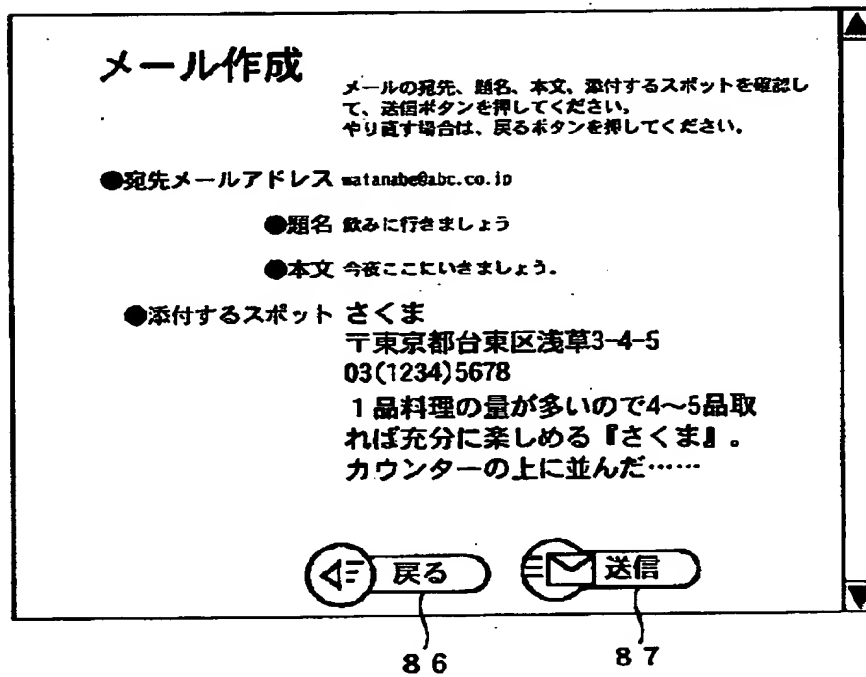 メール作成
メールの宛先、題名、本文、添付するスポットを確認し
て、送信ボタンを押してください。
やり直す場合は、戻るボタンを押してください。
●宛先メールアドレス watanabe@abc.co.jp
●題名 飲みに行きましょう
●本文 今夜ここにいきましょう。
●添付するスポット さくま
〒東京都台東区浅草3-4-5
03(1234)5678
1品料理の量が多いので4〜5品取
れば充分に楽しめる『さくま』。
カウンターの上に並んだ……
戻る 送信
86 87